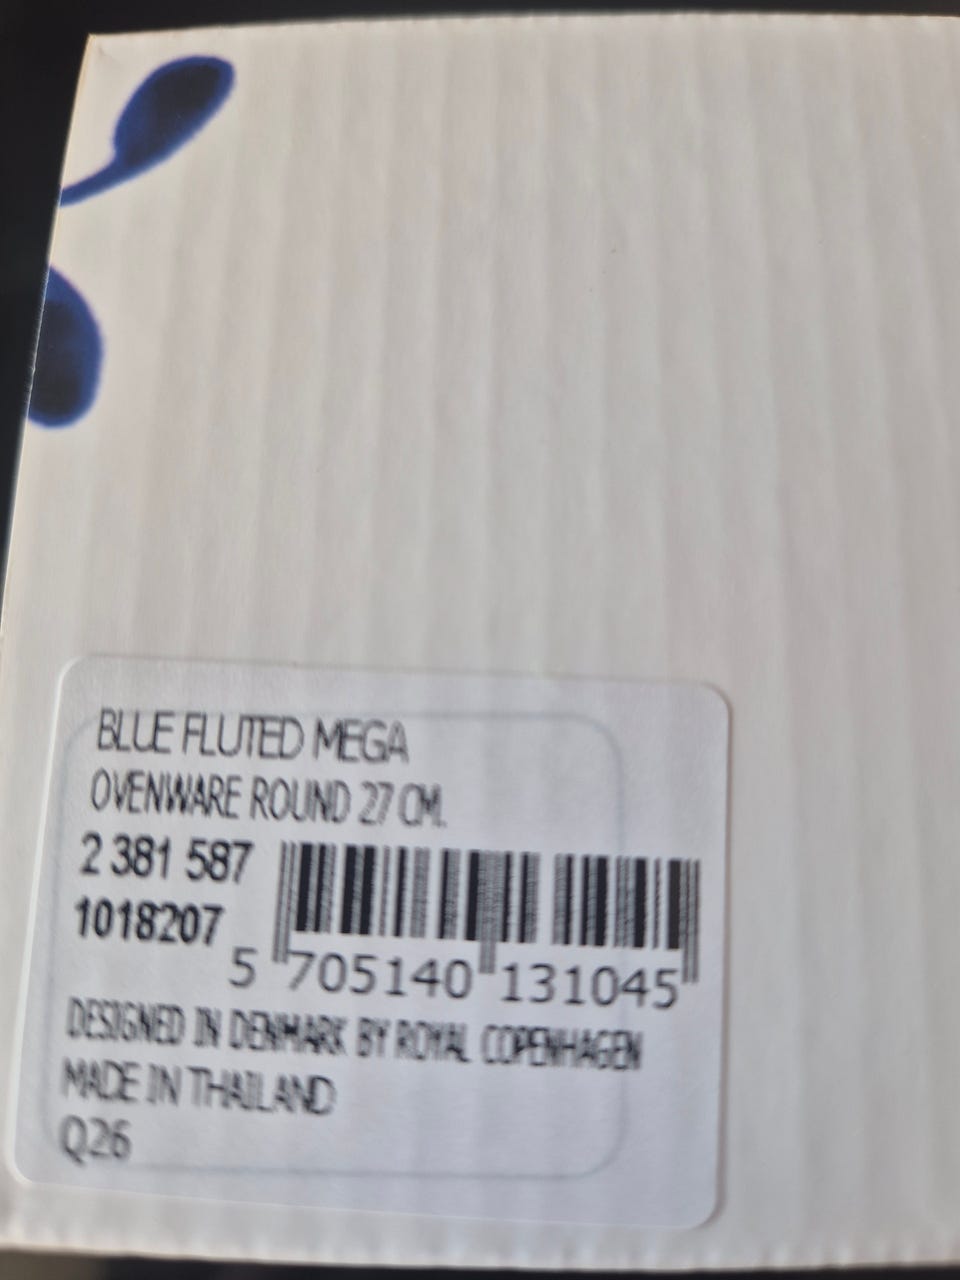 BLUE FLUTED MEGA
OVENWARE ROUND 27 CM.
2 381 587
1018207
5 705140 131045
DESIGNED IN DENMARK BY ROYAL COPENHAGEN
MADE IN THAILAND
Q26